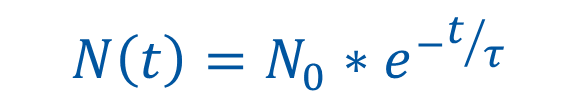 N(t) = N₀ * e^(-t/τ)